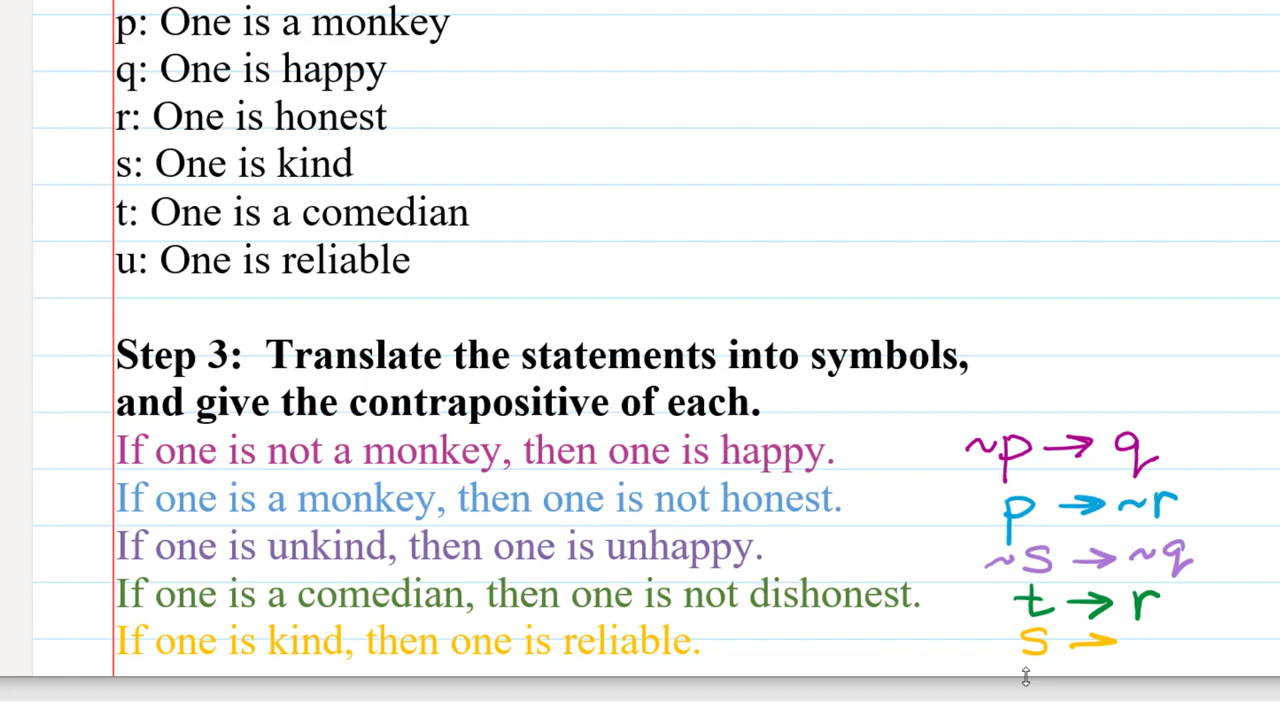 p: One is a monkey
q: One is happy
r: One is honest
s: One is kind
t: One is a comedian
u: One is reliable
Step 3: Translate the statements into symbols,
and give the contrapositive of each.
If one is not a monkey, then one is happy. ~p → q
If one is a monkey, then one is not honest. p → ~r
If one is unkind, then one is unhappy. ~s → ~q
If one is a comedian, then one is not dishonest. t → r
If one is kind, then one is reliable. s →